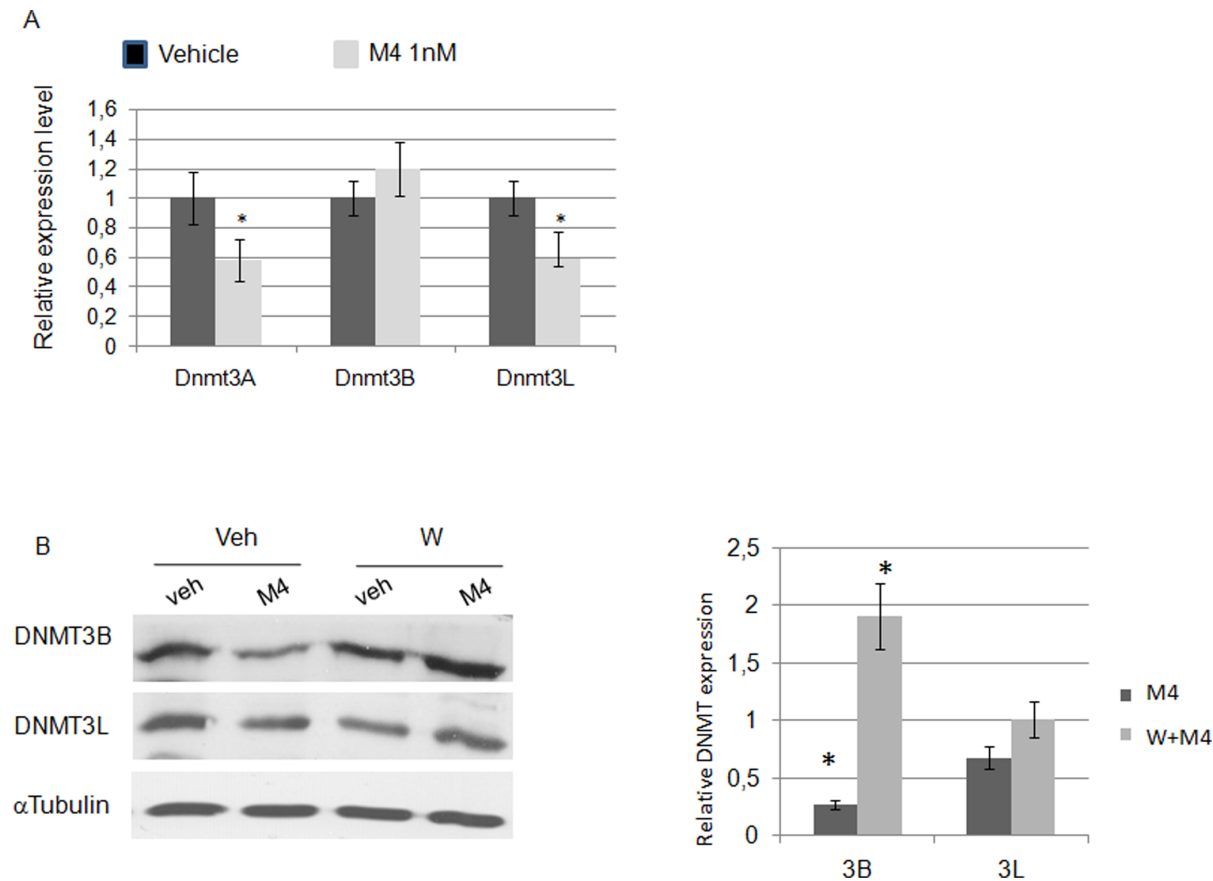 A
Vehicle M4 1nM
Relative expression level
1,6
1,4
1,2
1
0,8
0,6
0,4
0,2
0
* *
Dnmt3A Dnmt3B Dnmt3L
B
Veh W
veh M4 veh M4
DNMT3B
DNMT3L
αTubulin
Relative DNMT expression
2,5
2
1,5
1
0,5
0
* *
3B 3L
M4
W+M4